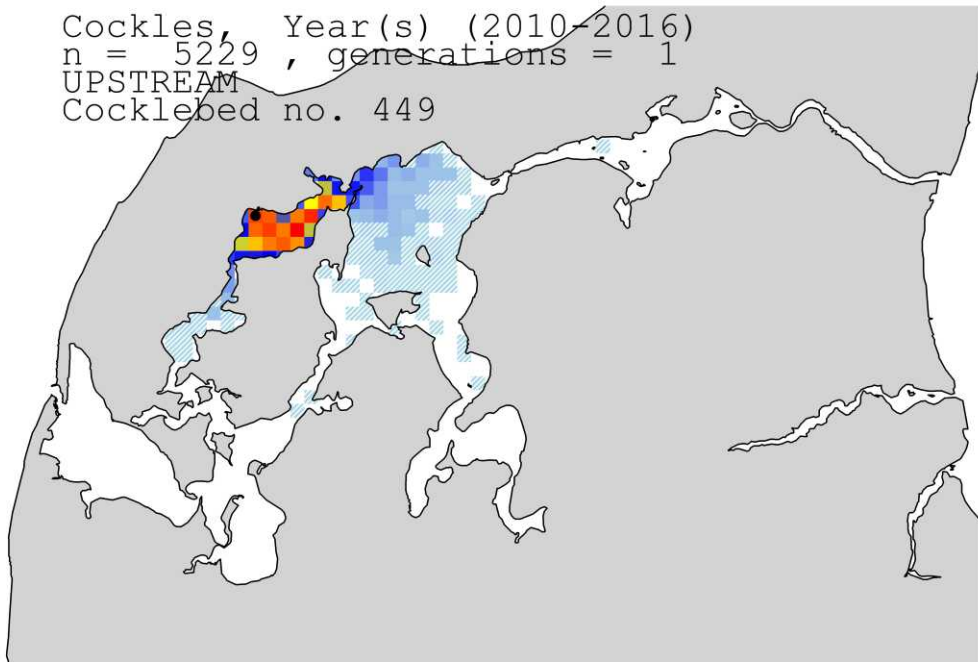 Cockles, Year(s) (2010-2016)
n = 5229 , generations = 1
UPSTREAM
Cocklebed no. 449